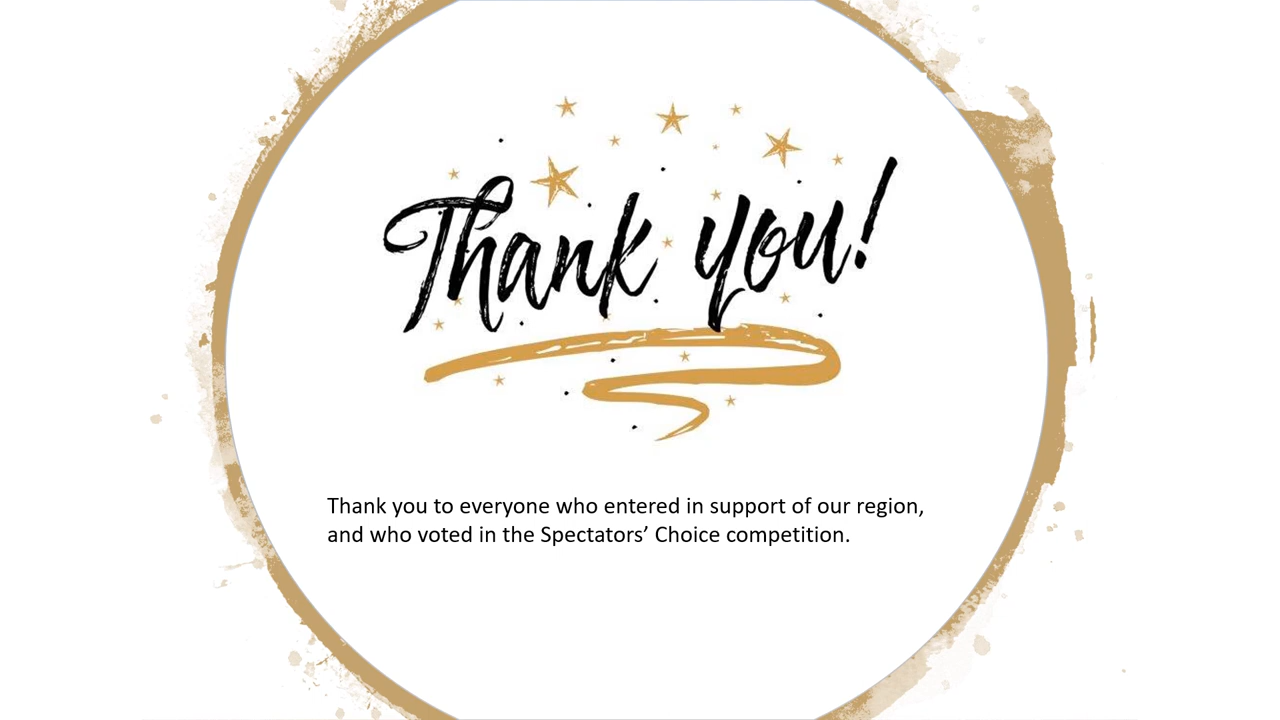 Thank you!
Thank you to everyone who entered in support of our region,
and who voted in the Spectators’ Choice competition.